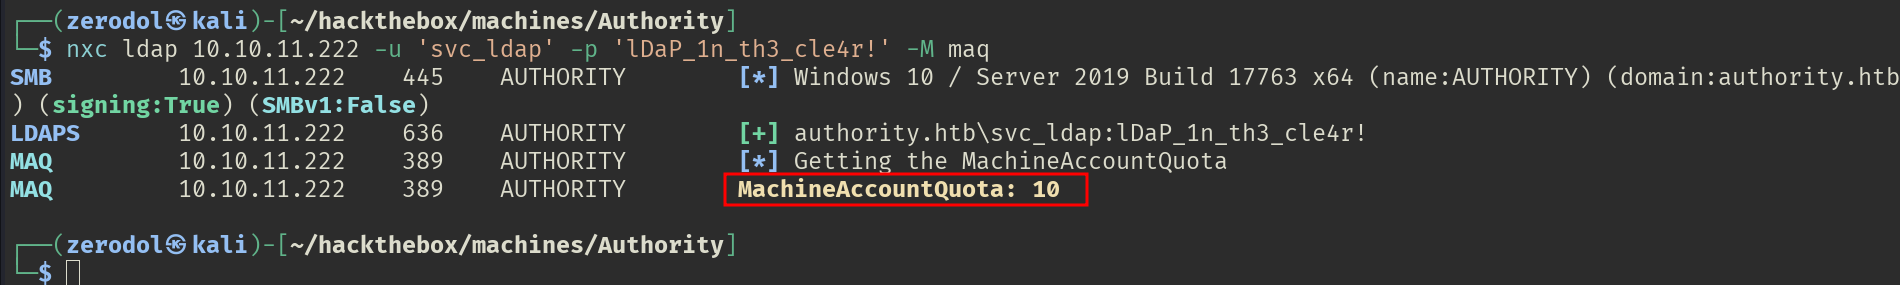 ┌──(zerodol㉿kali)-[~/hackthebox/machines/Authority]
└─$ nxc ldap 10.10.11.222 -u 'svc_ldap' -p 'lDaP_1n_th3_cle4r!' -M maq
SMB 10.10.11.222 445 AUTHORITY [*] Windows 10 / Server 2019 Build 17763 x64 (name:AUTHORITY) (domain:authority.htb
) (signing:True) (SMBv1:False)
LDAPS 10.10.11.222 636 AUTHORITY [+] authority.htb\svc_ldap:lDaP_1n_th3_cle4r!
MAQ 10.10.11.222 389 AUTHORITY [*] Getting the MachineAccountQuota
MAQ 10.10.11.222 389 AUTHORITY MachineAccountQuota: 10
┌──(zerodol㉿kali)-[~/hackthebox/machines/Authority]
└─$